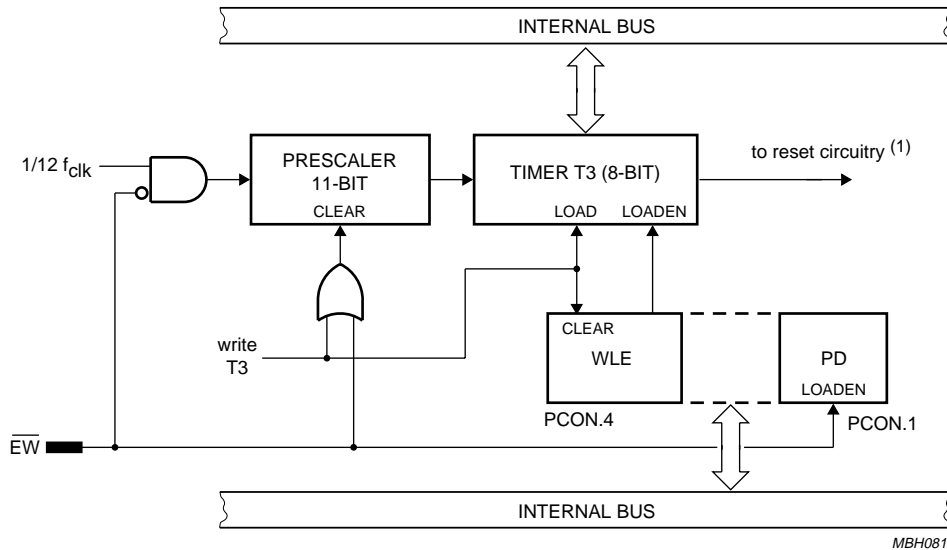 INTERNAL BUS
1/12 fclk
PRESCALER
11-BIT
CLEAR
TIMER T3 (8-BIT)
LOAD LOADEN
to reset circuitry (1)
write
T3
CLEAR
WLE
PCON.4
PD
LOADEN
PCON.1
EW
INTERNAL BUS
MBH081